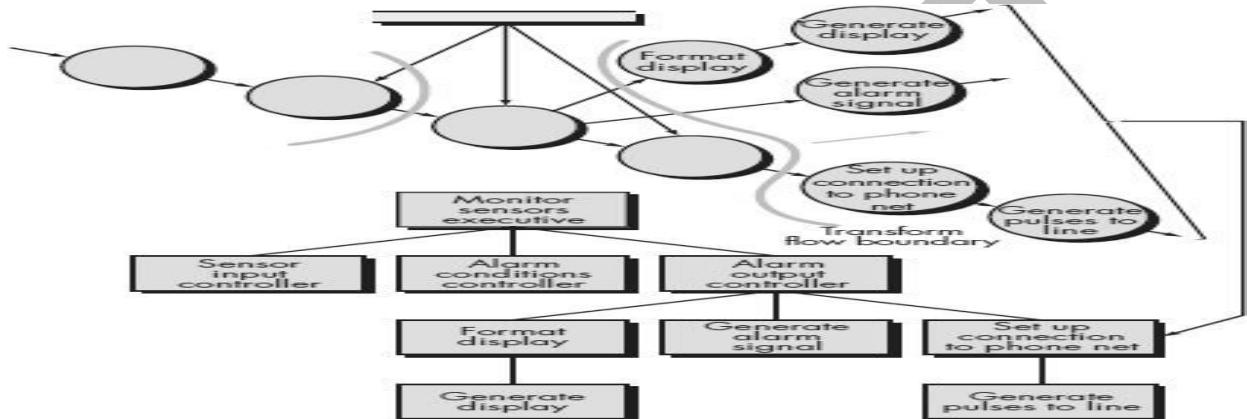 Generate
display
Format
display
Generate
alarm
signal
Set up
connection
to phone
net
Generate
pulses to
line
Transform
flow boundary
Monitor
sensors
executive
Sensor
input
controller
Alarm
conditions
controller
Alarm
output
controller
Format
display
Generate
alarm
signal
Set up
connection
to phone net
Generate
display
Generate
pulses to line